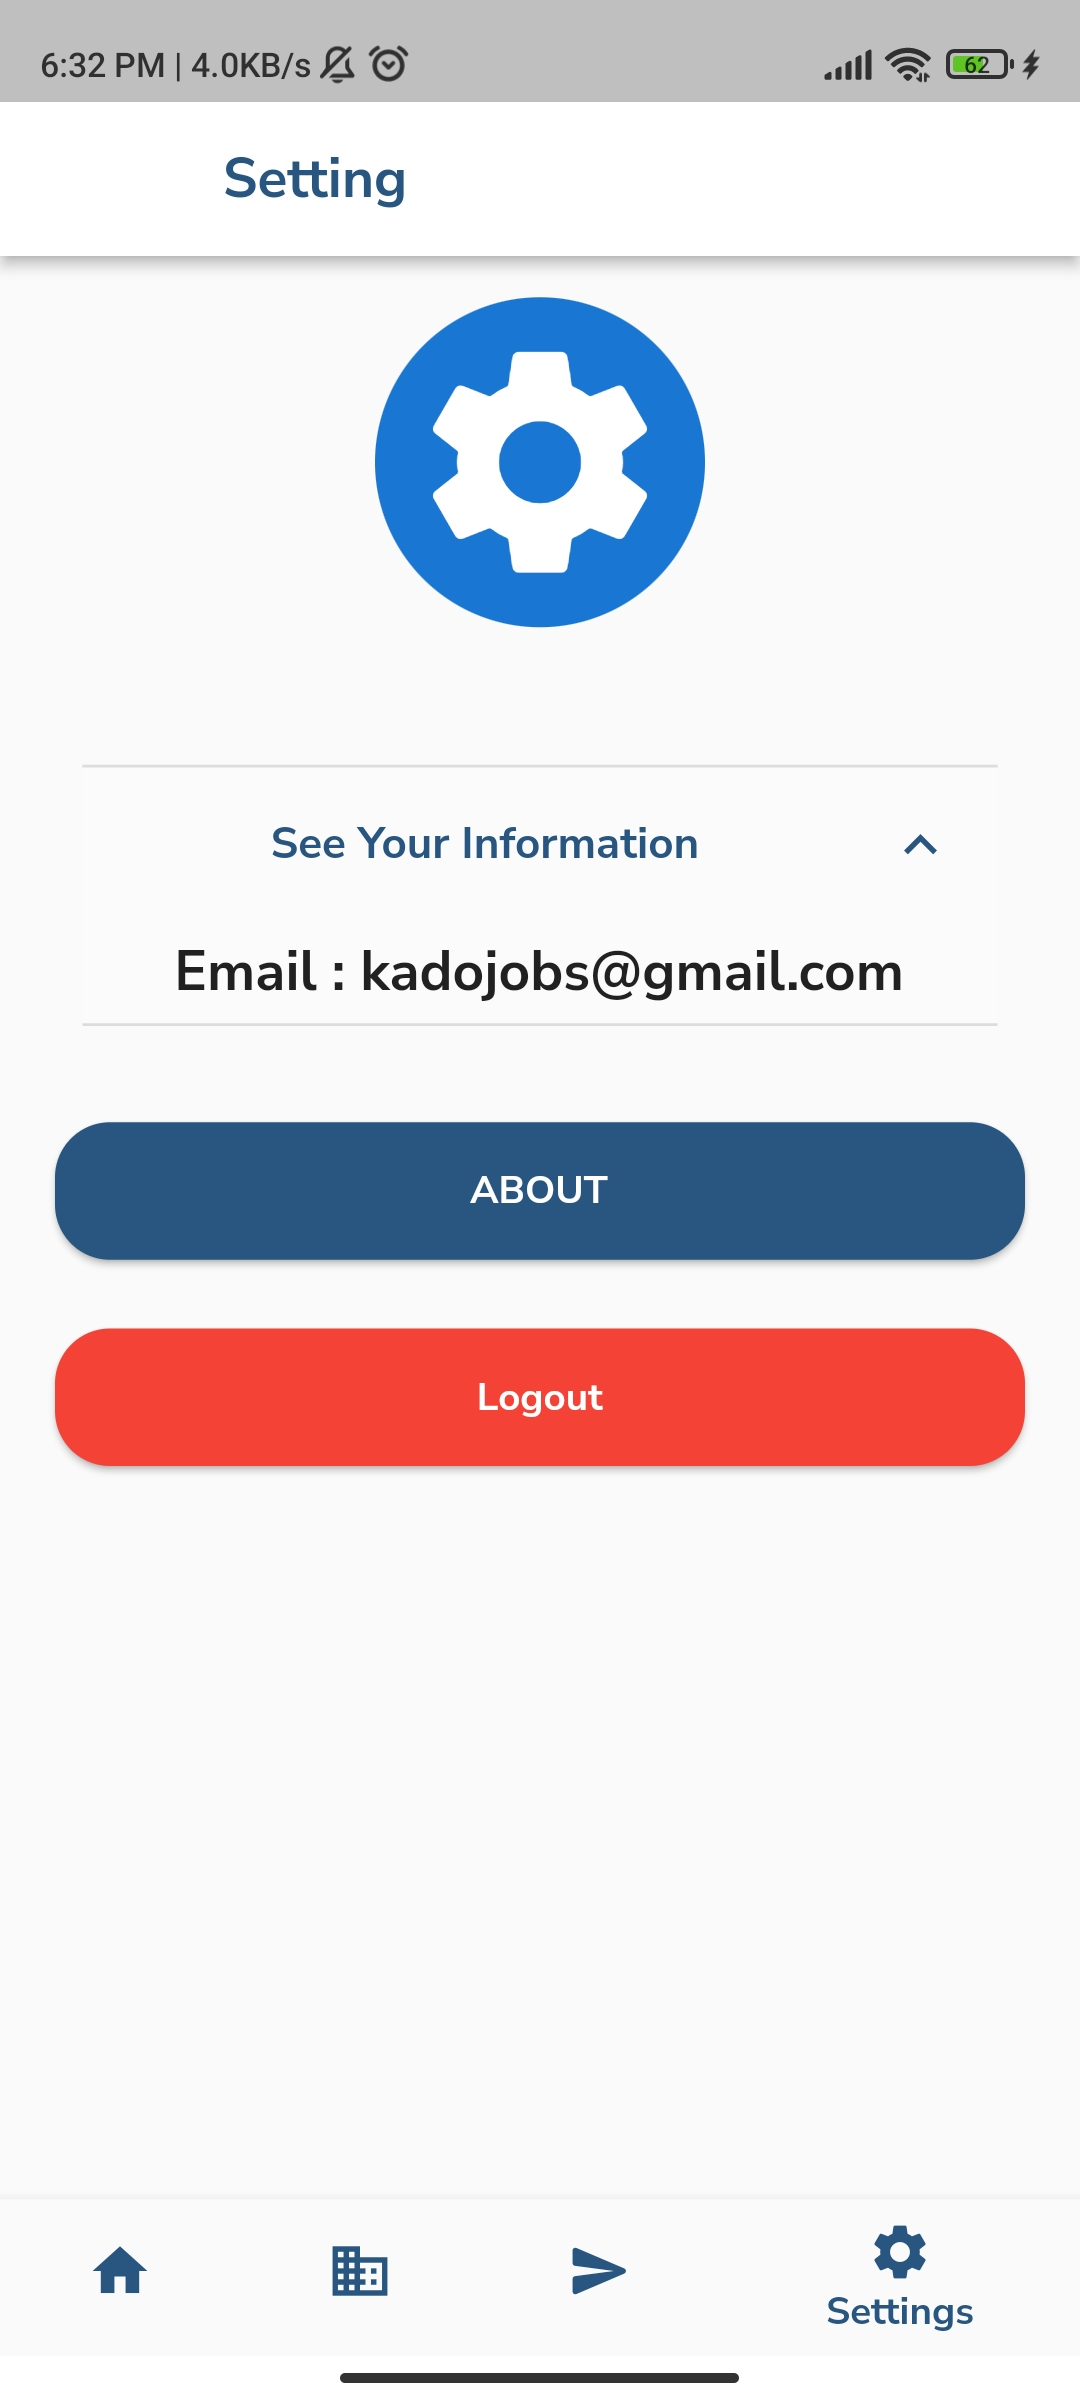 6:32 PM | 4.0KB/s
62
Setting
See Your Information
Email : kadojobs@gmail.com
ABOUT
Logout
Settings